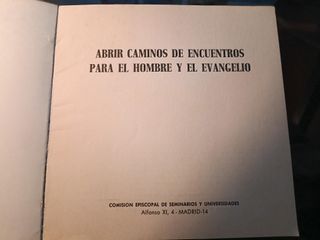 ABRIR CAMINOS DE ENCUENTROS
PARA EL HOMBRE Y EL EVANGELIO
COMISION EPISCOPAL DE SEMINARIOS Y UNIVERSIDADES
Alfonso XI, 4 - MADRID-14